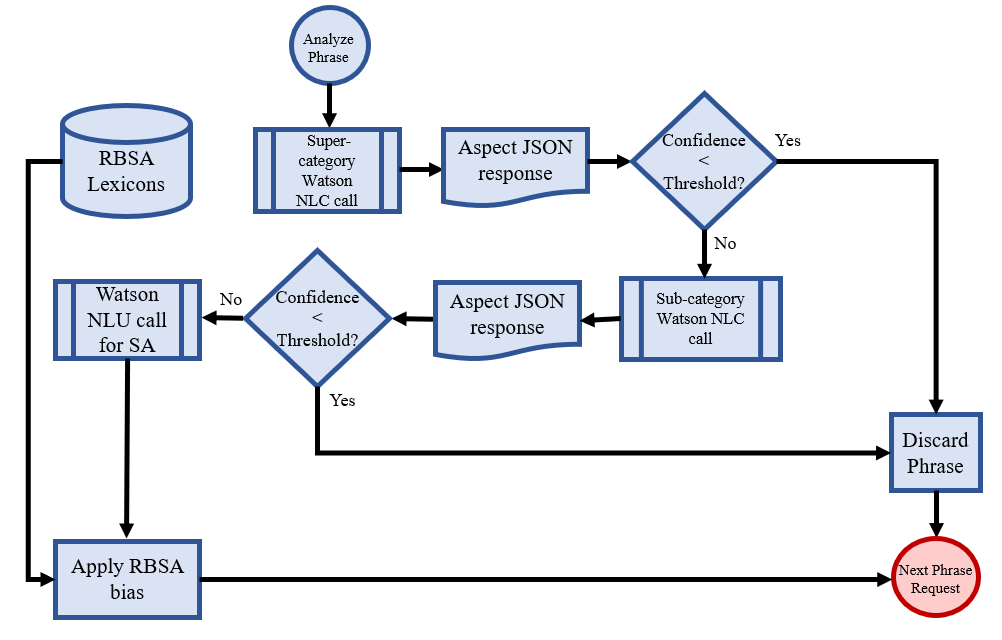 Analyze
Phrase
RBSA
Lexicons
Super-
category
Watson
NLC call
Aspect JSON
response
Confidence
<
Threshold?
Yes
No
Sub-category
Watson NLC
call
Aspect JSON
response
Confidence
<
Threshold?
No
Yes
Watson
NLU call
for SA
Discard
Phrase
Apply RBSA
bias
Next Phrase
Request